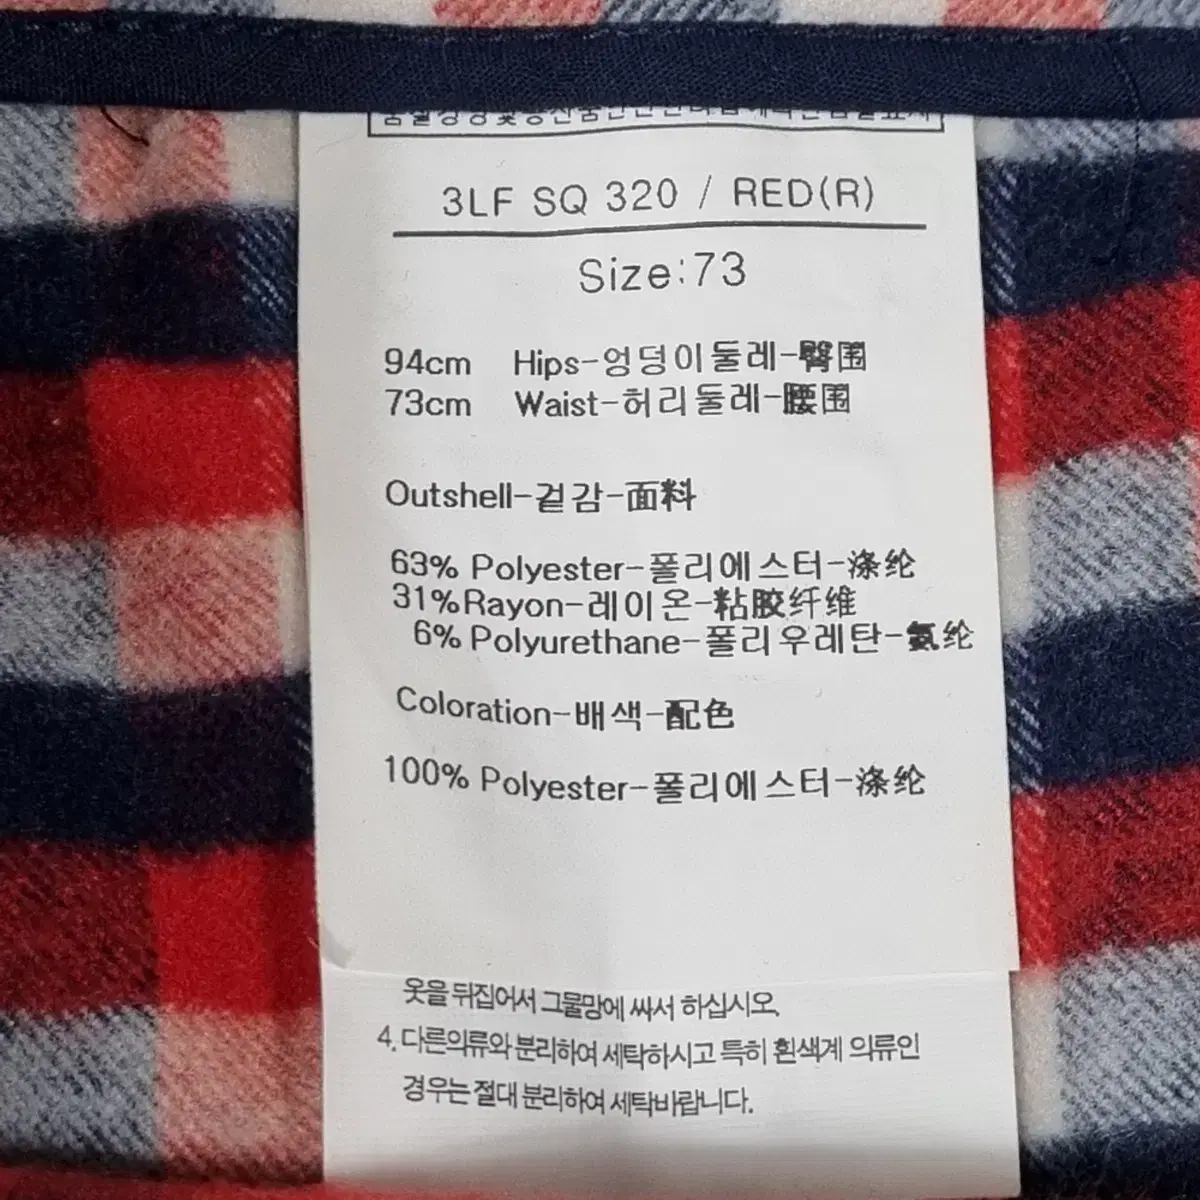 3LF SQ 320 / RED(R)
Size:73
94cm Hips-엉덩이둘레-臀围
73cm Waist-허리둘레-腰围
Outshell-겉감-面料
63% Polyester-폴리에스터-涤纶
31%Rayon-레이온-粘胶纤维
6% Polyurethane-폴리우레탄-氨纶
Coloration-배색-配色
100% Polyester-폴리에스터-涤纶
옷을 뒤집어서 그물망에 싸서 하십시오.
4. 다른의류와 분리하여 세탁하시고 특히 흰색계 의류인
경우는 절대 분리하여 세탁바랍니다.